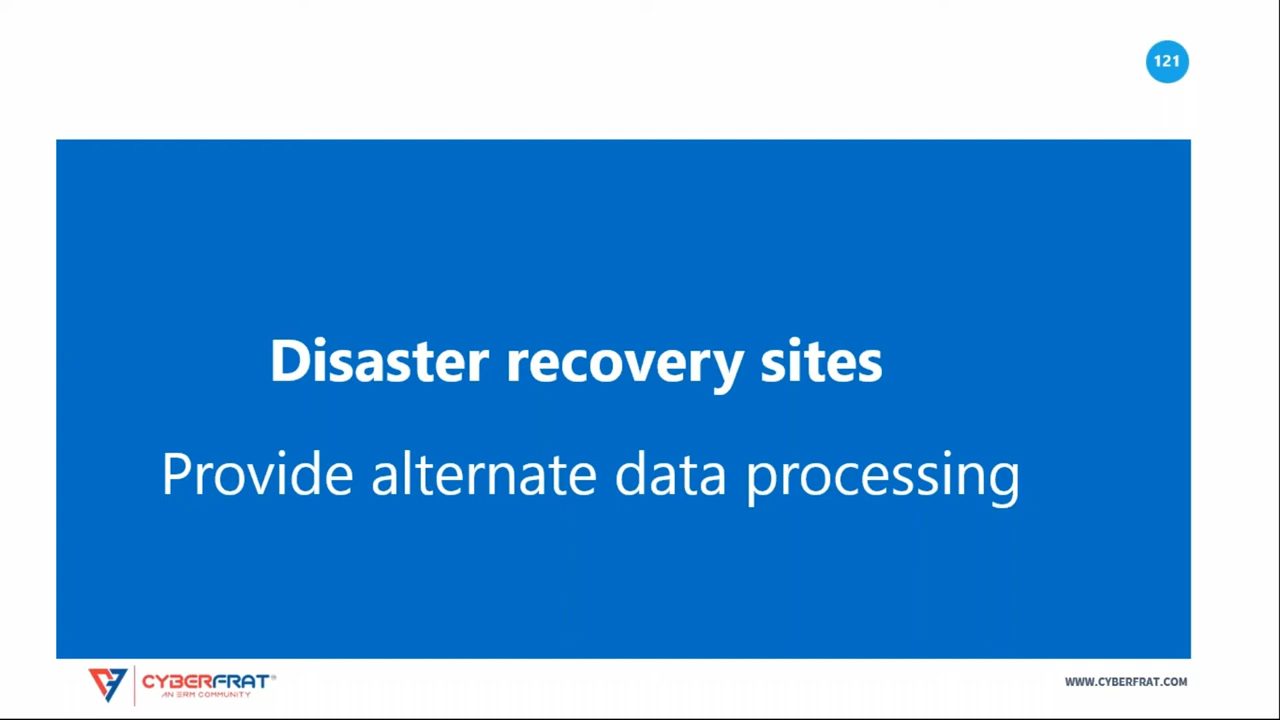 121
Disaster recovery sites
Provide alternate data processing
CYBERFRAT®
AN ERM COMMUNITY
WWW.CYBERFRAT.COM